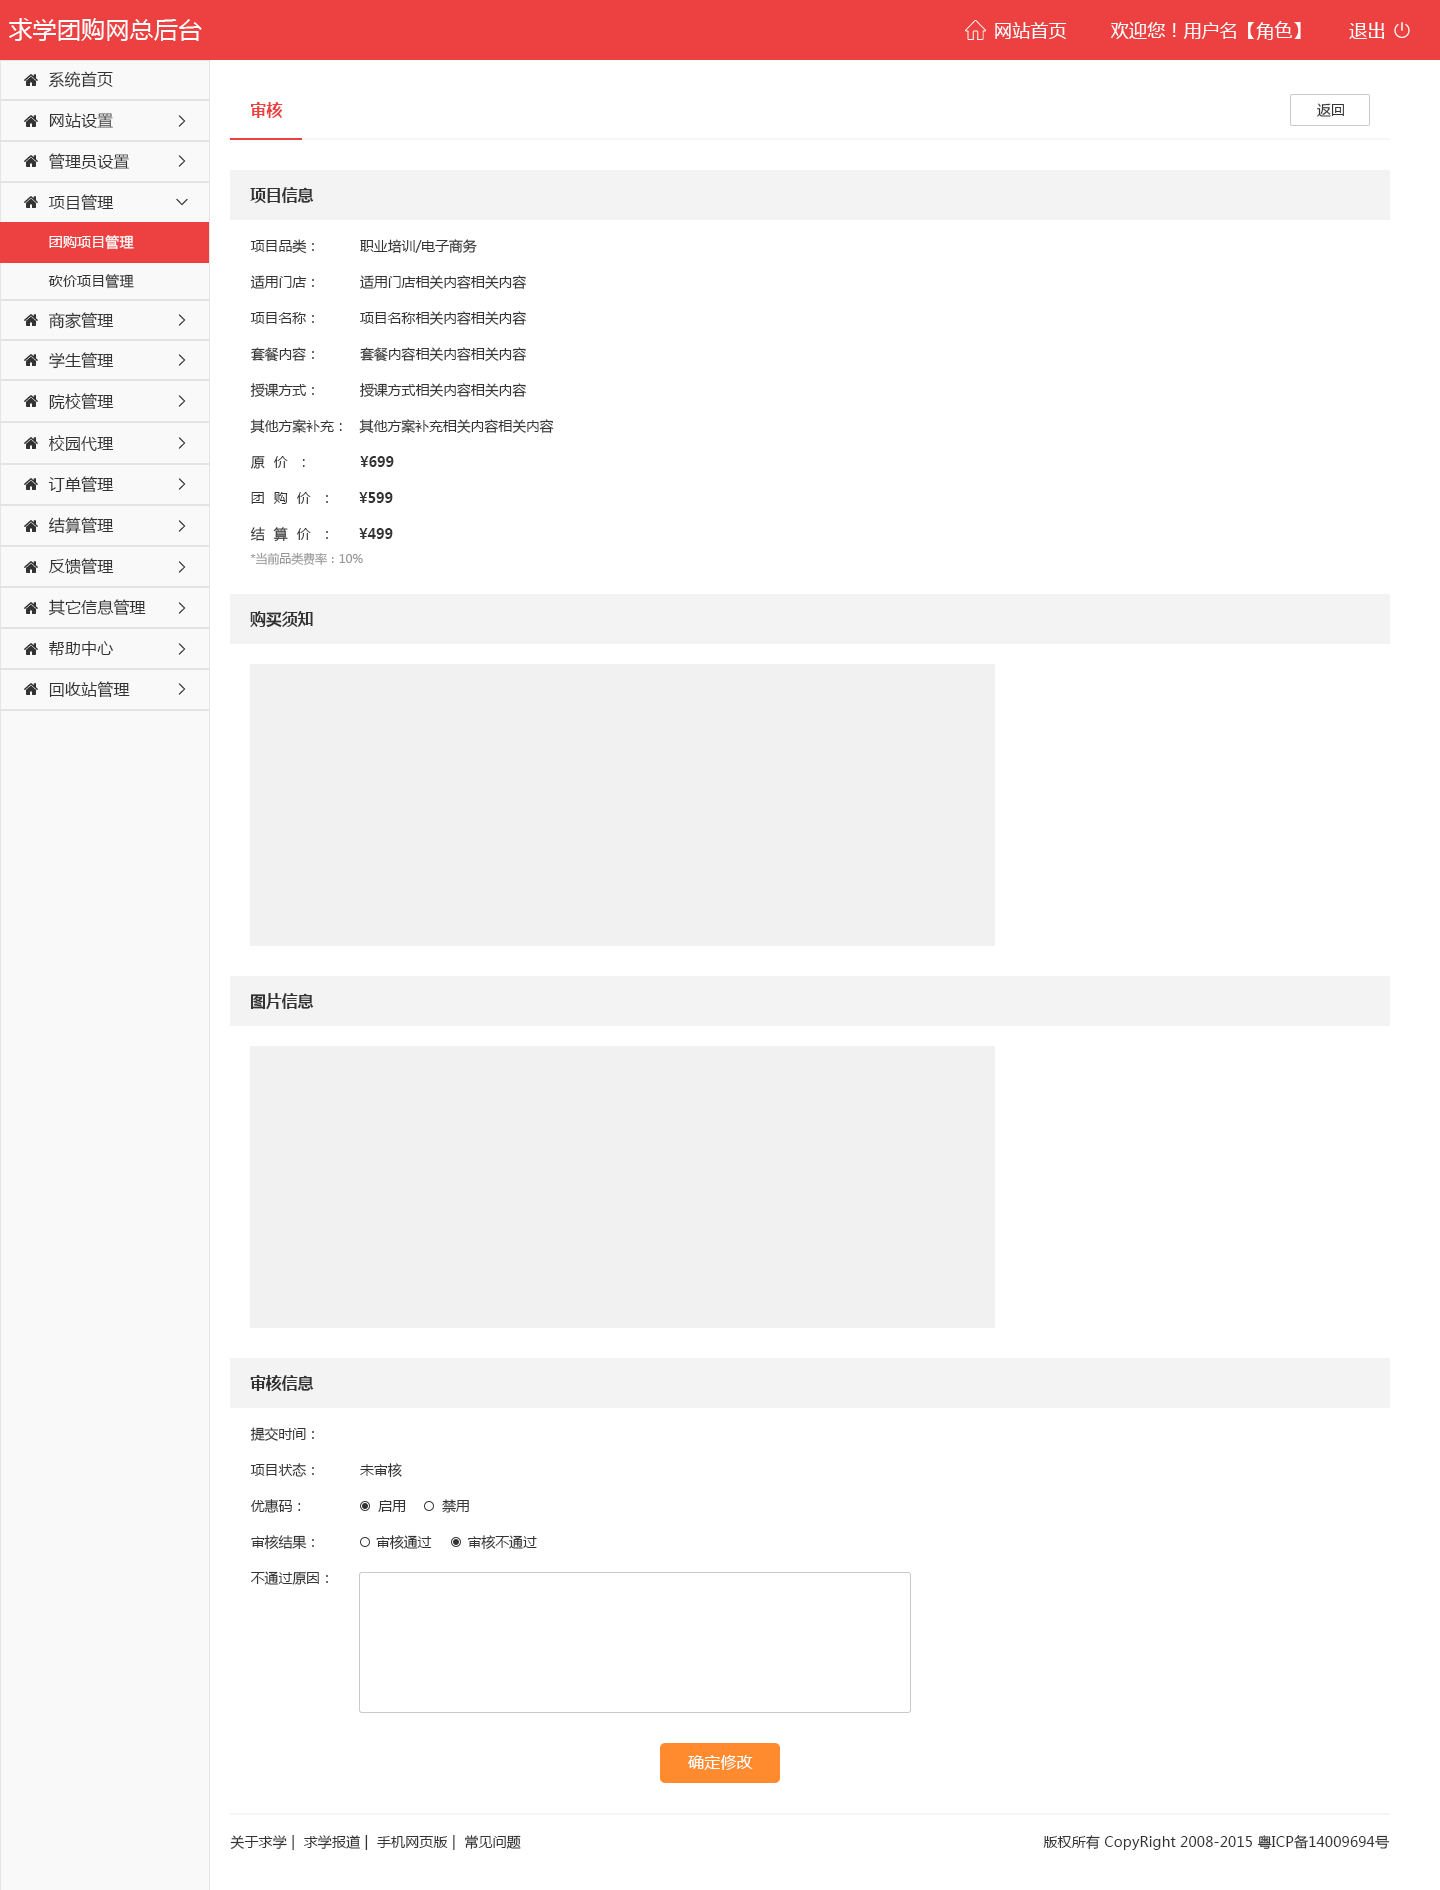 求学团购网总后台
网站首页 欢迎您！用户名【角色】 退出
系统首页
网站设置
管理员设置
项目管理
团购项目管理
砍价项目管理
商家管理
学生管理
院校管理
校园代理
订单管理
结算管理
反馈管理
其它信息管理
帮助中心
回收站管理
审核 返回
项目信息
项目品类： 职业培训/电子商务
适用门店： 适用门店相关内容相关内容
项目名称： 项目名称相关内容相关内容
套餐内容： 套餐内容相关内容相关内容
授课方式： 授课方式相关内容相关内容
其他方案补充： 其他方案补充相关内容相关内容
原 价 ： ¥699
团 购 价 ： ¥599
结 算 价 ： ¥499
*当前品类费率：10%
购买须知
图片信息
审核信息
提交时间：
项目状态： 未审核
优惠码： 启用 禁用
审核结果： 审核通过 审核不通过
不通过原因：
确定修改
关于求学 | 求学报道 | 手机网页版 | 常见问题 版权所有 CopyRight 2008-2015 粤ICP备14009694号